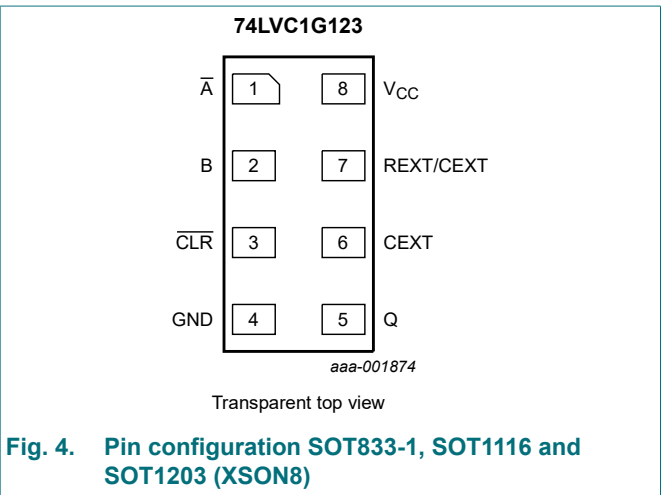 74LVC1G123
A̅ 1 8 VCC
B 2 7 REXT/CEXT
C̅L̅R̅ 3 6 CEXT
GND 4 5 Q
aaa-001874
Transparent top view
Fig. 4. Pin configuration SOT833-1, SOT1116 and
SOT1203 (XSON8)